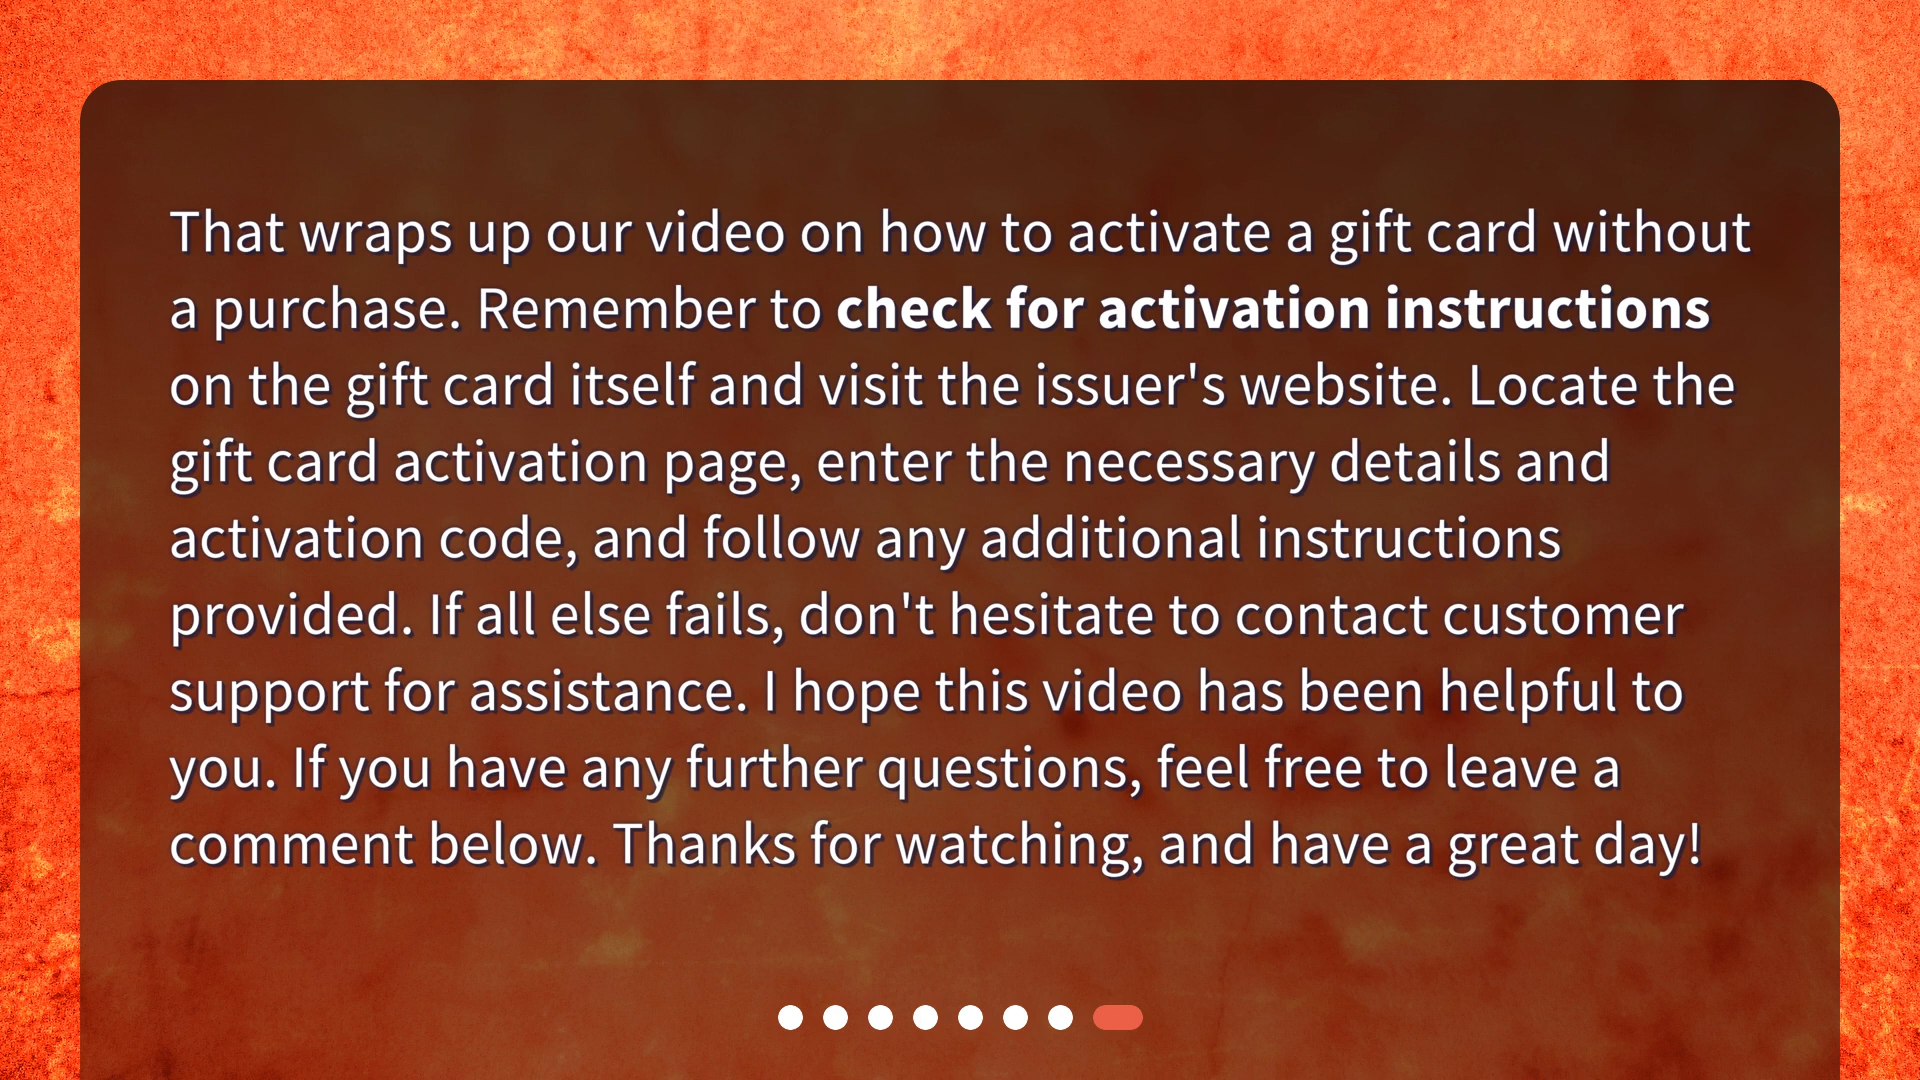 That wraps up our video on how to activate a gift card without
a purchase. Remember to check for activation instructions
on the gift card itself and visit the issuer's website. Locate the
gift card activation page, enter the necessary details and
activation code, and follow any additional instructions
provided. If all else fails, don't hesitate to contact customer
support for assistance. I hope this video has been helpful to
you. If you have any further questions, feel free to leave a
comment below. Thanks for watching, and have a great day!